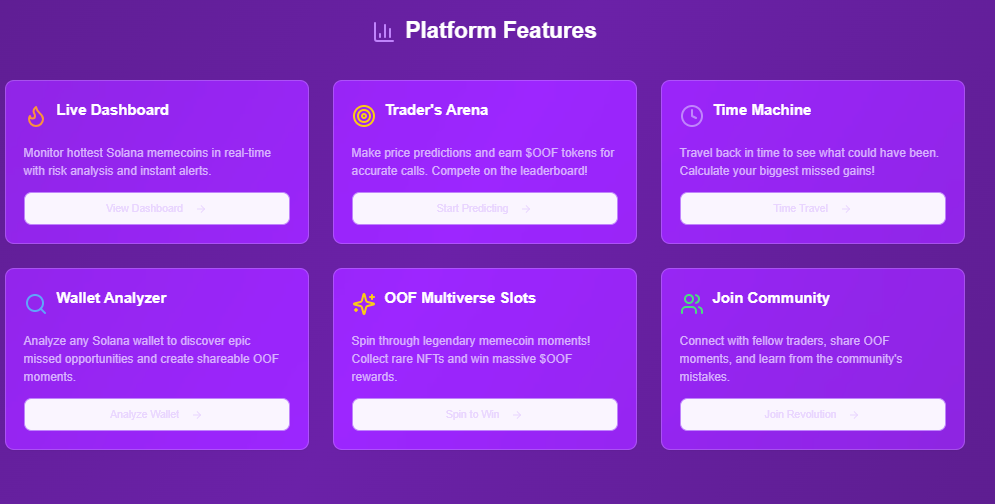 Platform Features
Live Dashboard
Monitor hottest Solana memecoins in real-time
with risk analysis and instant alerts.
View Dashboard →
Trader's Arena
Make price predictions and earn $OOF tokens for
accurate calls. Compete on the leaderboard!
Start Predicting →
Time Machine
Travel back in time to see what could have been.
Calculate your biggest missed gains!
Time Travel →
Wallet Analyzer
Analyze any Solana wallet to discover epic
missed opportunities and create shareable OOF
moments.
Analyze Wallet →
OOF Multiverse Slots
Spin through legendary memecoin moments!
Collect rare NFTs and win massive $OOF
rewards.
Spin to Win →
Join Community
Connect with fellow traders, share OOF
moments, and learn from the community's
mistakes.
Join Revolution →